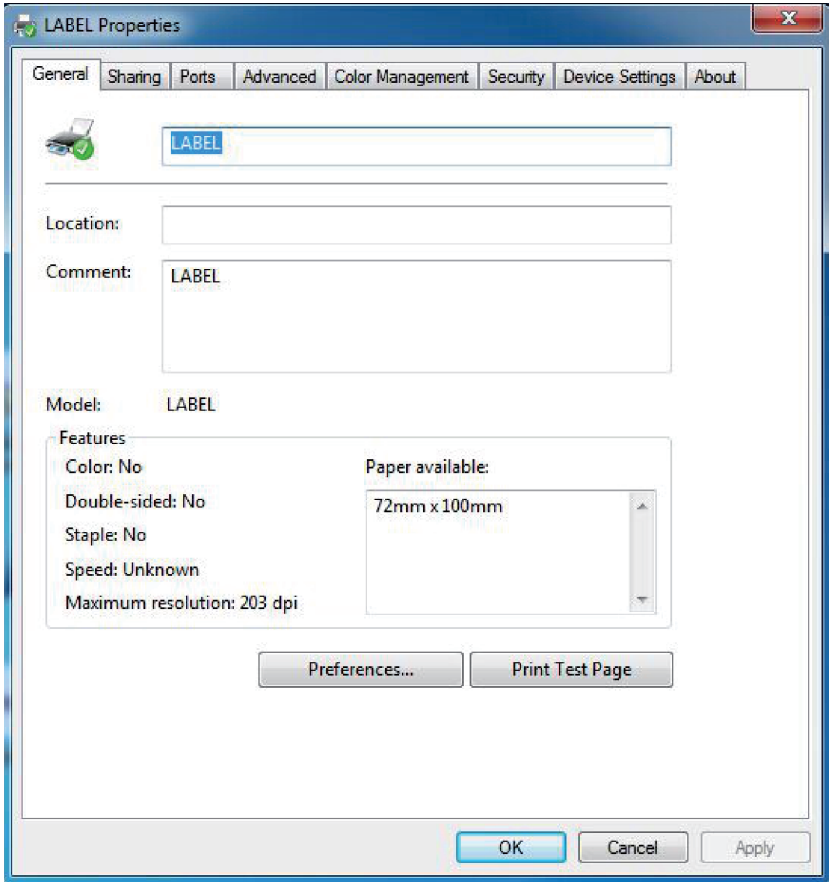 LABEL Properties
X
General Sharing Ports Advanced Color Management Security Device Settings About
LABEL
Location:
Comment: LABEL
Model: LABEL
Features
Color: No Paper available:
Double-sided: No 72mm x 100mm
Staple: No
Speed: Unknown
Maximum resolution: 203 dpi
Preferences... Print Test Page
OK Cancel Apply